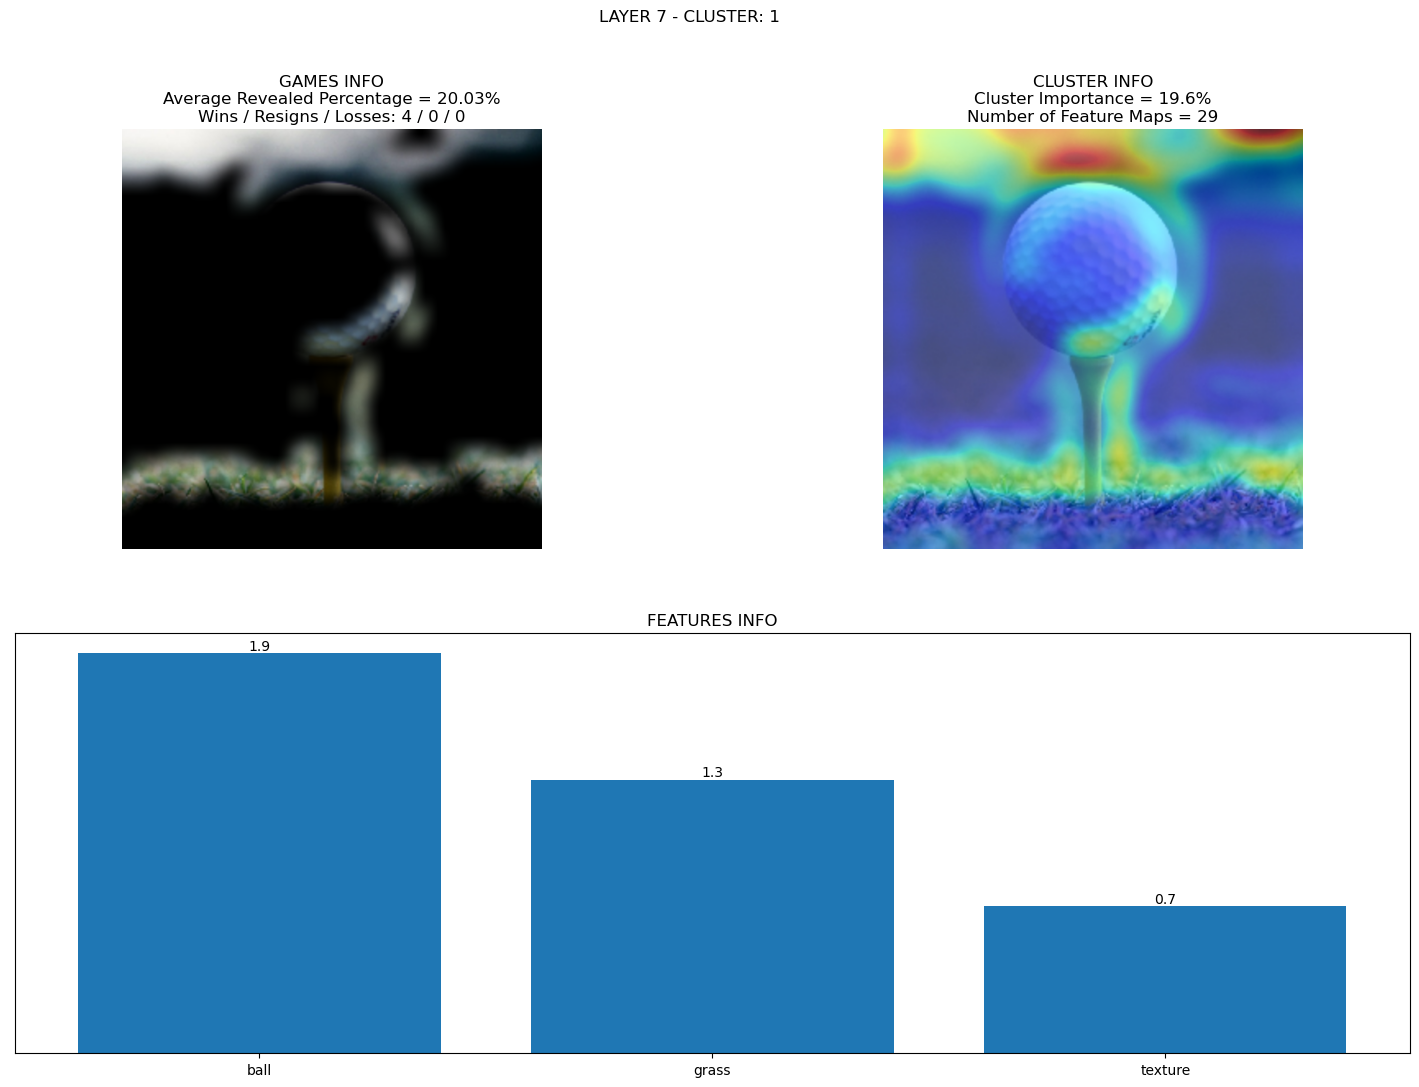 LAYER 7 - CLUSTER: 1
GAMES INFO
Average Revealed Percentage = 20.03%
Wins / Resigns / Losses: 4 / 0 / 0
CLUSTER INFO
Cluster Importance = 19.6%
Number of Feature Maps = 29
FEATURES INFO
1.9
1.3
0.7
ball
grass
texture